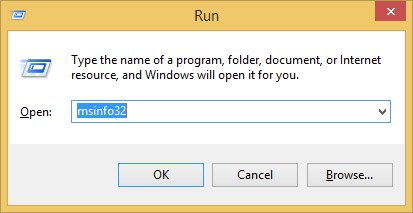 Run
Type the name of a program, folder, document, or Internet
resource, and Windows will open it for you.
Open: msinfo32
OK Cancel Browse...